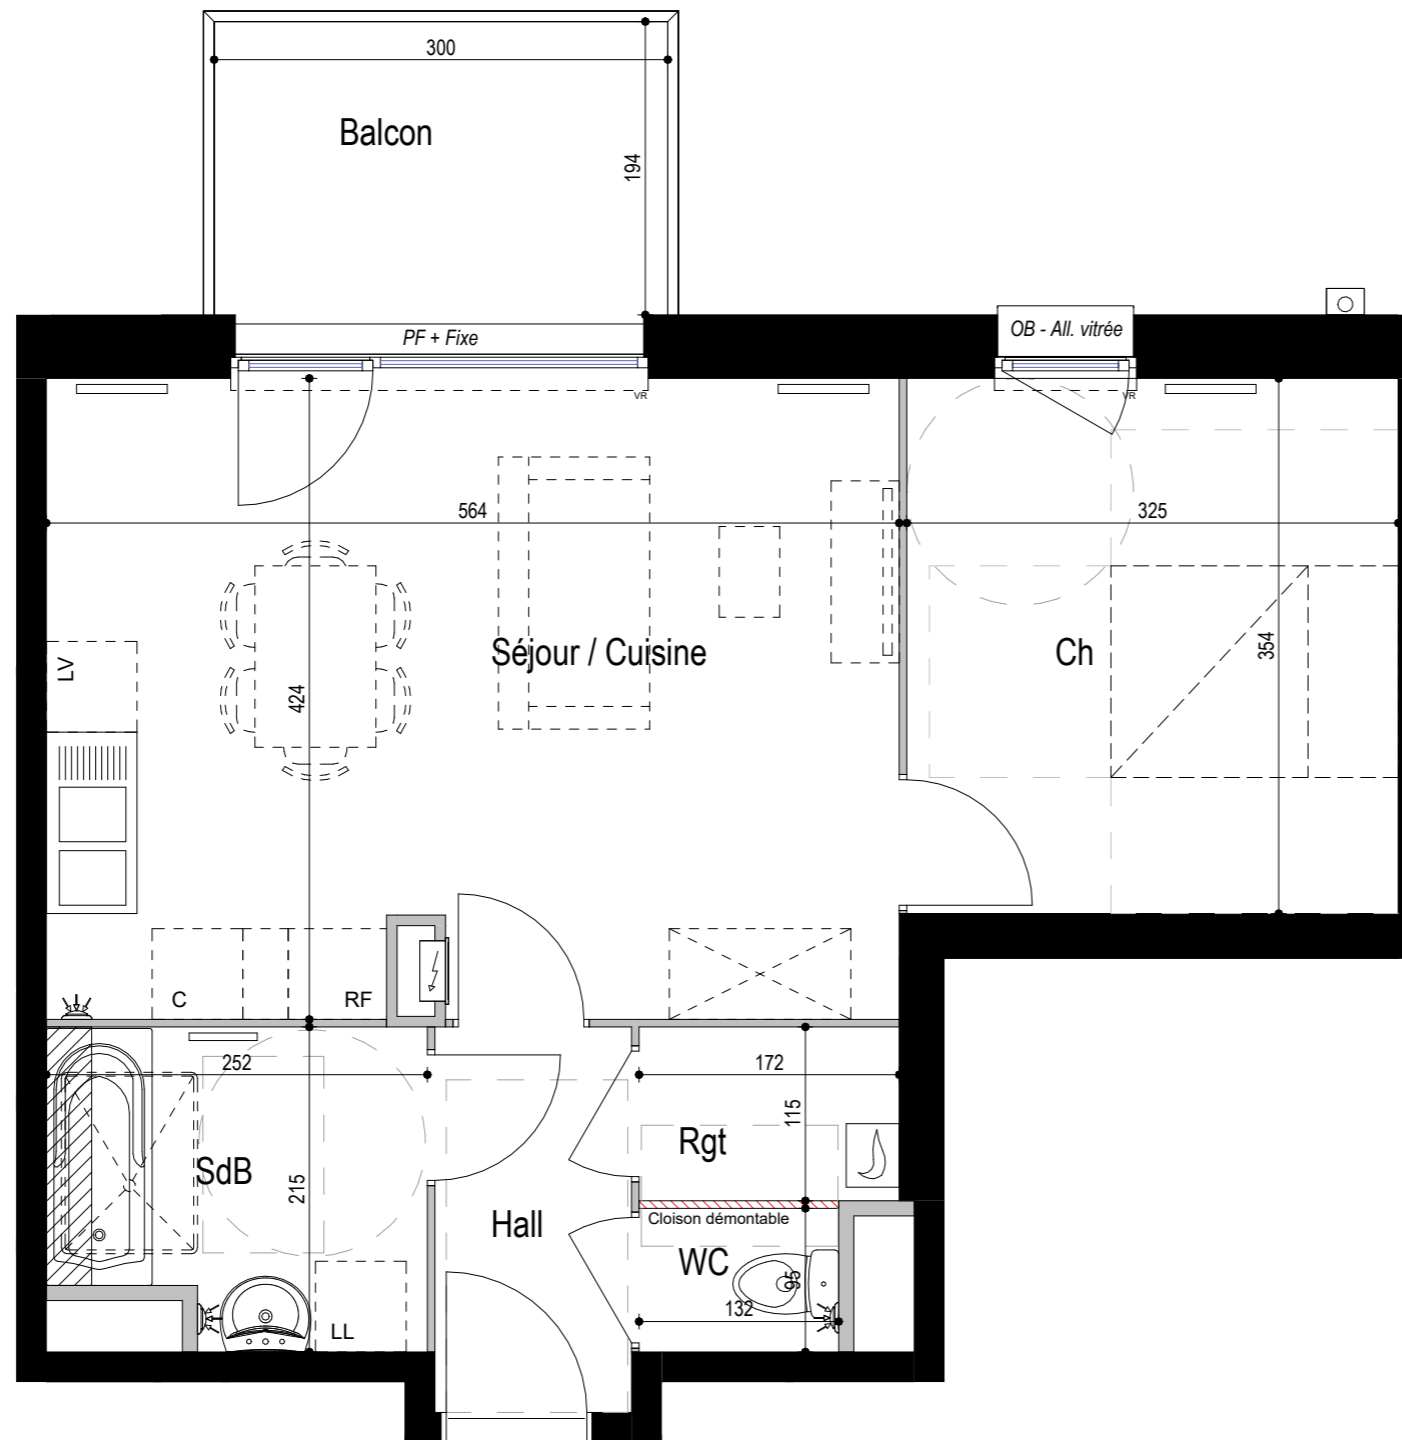 300
Balcon
194
PF + Fixe
OB - All. vitrée
VR
VR
564
325
Séjour / Cuisine
Ch
354
LV
424
C
RF
252
172
115
Rgt
SdB
215
Hall
Cloison démontable
WC
95
132
LL